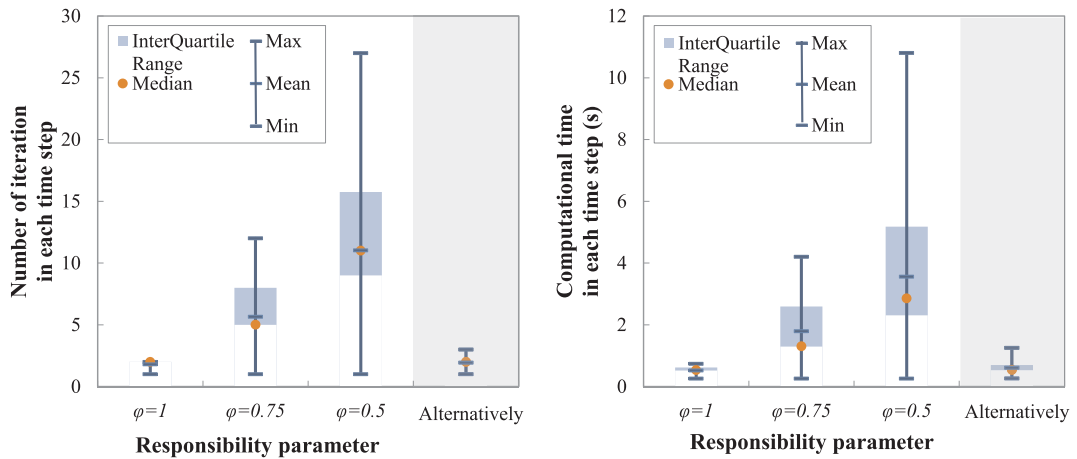 Number of iteration
in each time step
30
25
20
15
10
5
0
InterQuartile
Range
Median
Max
Mean
Min
φ=1
φ=0.75
φ=0.5
Alternatively
Responsibility parameter
Computational time
in each time step (s)
12
10
8
6
4
2
0
InterQuartile
Range
Median
Max
Mean
Min
φ=1
φ=0.75
φ=0.5
Alternatively
Responsibility parameter